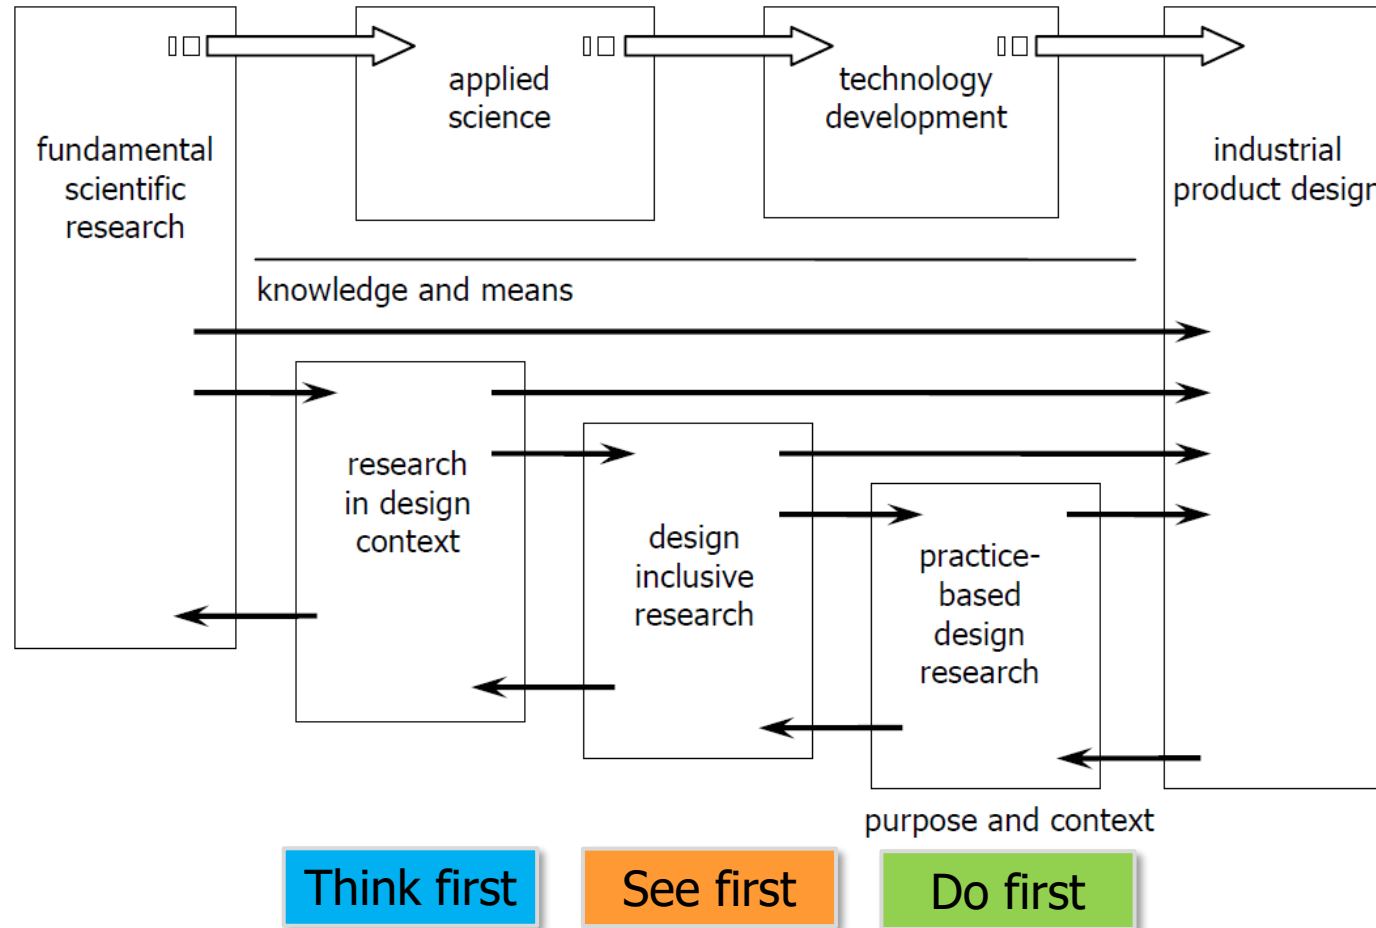 applied
science
technology
development
fundamental
scientific
research
industrial
product design
knowledge and means
research
in design
context
design
inclusive
research
practice-
based
design
research
purpose and context
Think first
See first
Do first